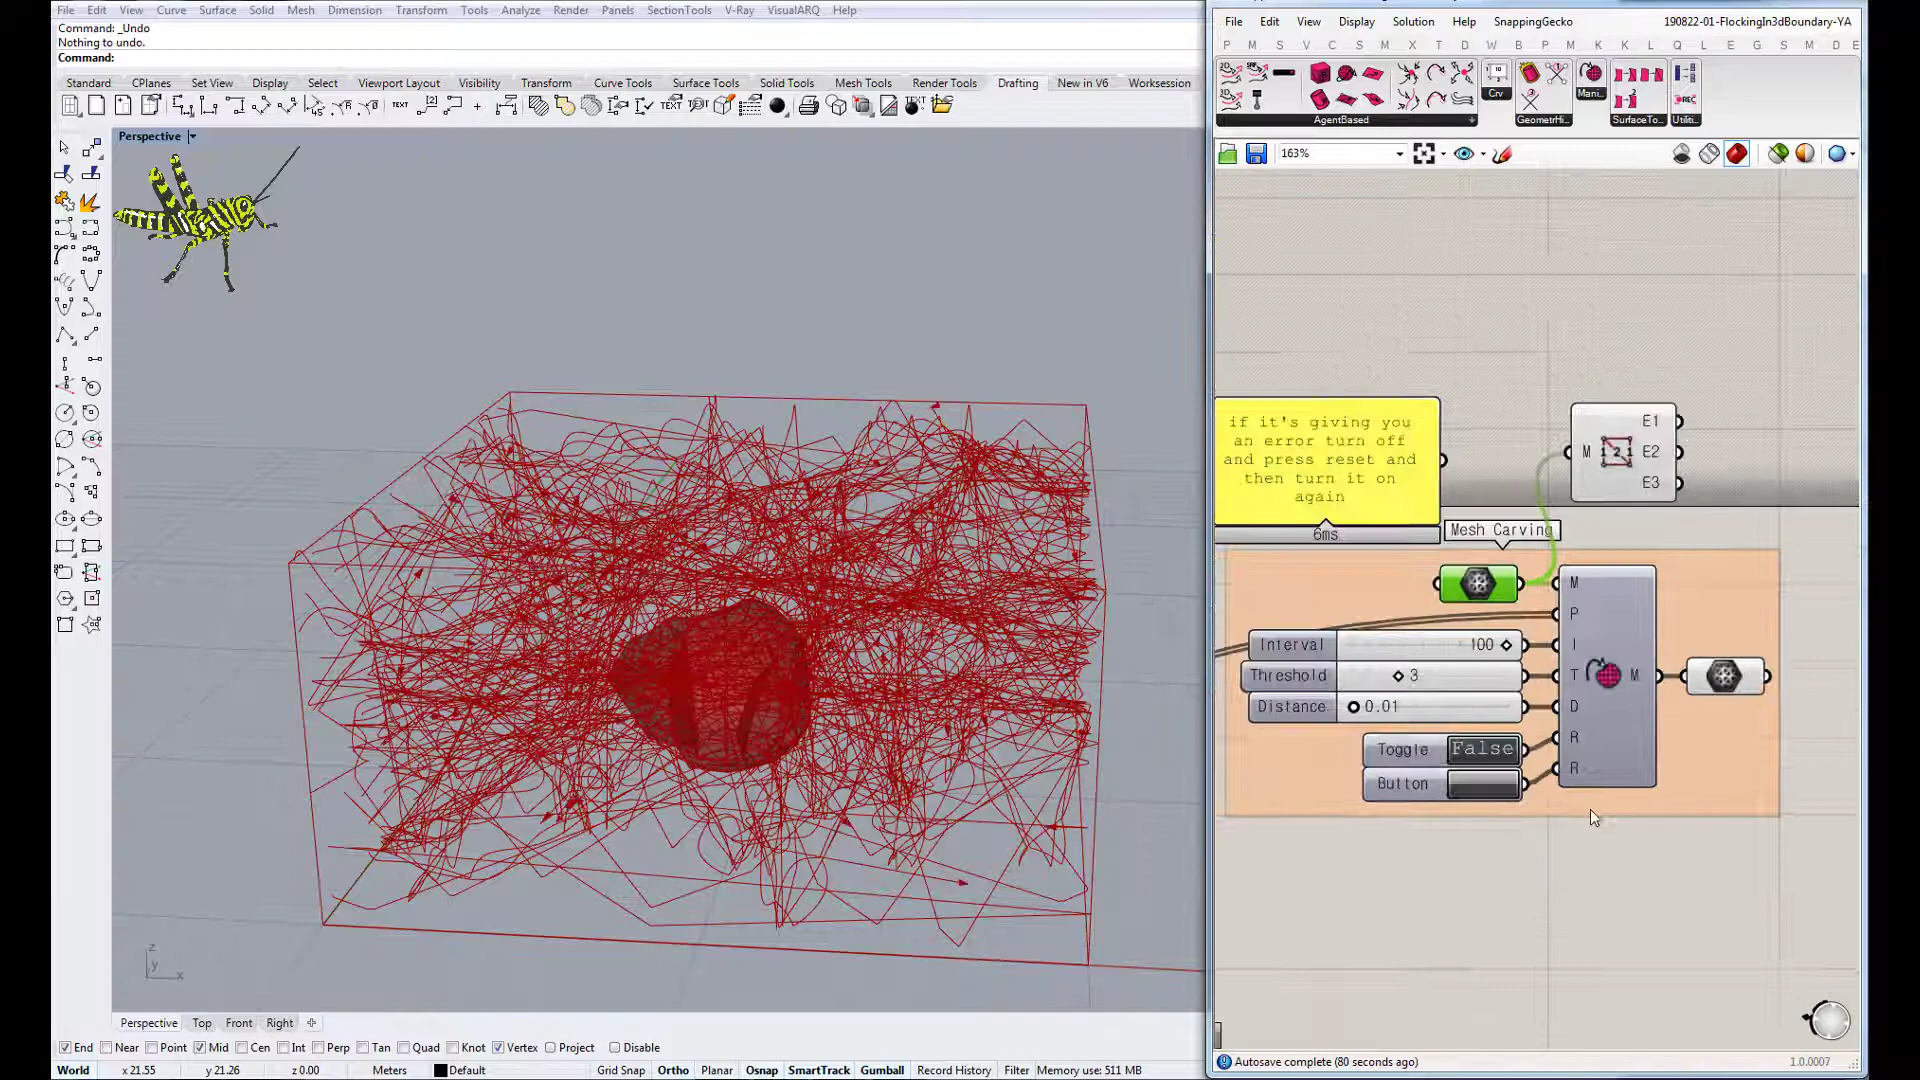 File Edit View Curve Surface Solid Mesh Dimension Transform Tools Analyze Render Panels SectionTools V-Ray VisualARQ Help
Command: _Undo
Nothing to undo.
Command:
Standard CPlanes Set View Display Select Viewport Layout Visibility Transform Curve Tools Surface Tools Solid Tools Mesh Tools Render Tools Drafting New in V6 Worksession
Perspective
z
y
x
Perspective Top Front Right
End Near Point Mid Cen Int Perp Tan Quad Knot Vertex Project Disable
World x 21.55 y 21.26 z 0.00 Meters Default Grid Snap Ortho Planar Osnap SmartTrack Gumball Record History Filter Memory use: 511 MB
File Edit View Display Solution Help SnappingGecko 190822-01-FlockingIn3dBoundary-YA
P M S V C S M X T D W B P M K K L Q L E G S M D E
Crv Mani..
AgentBased GeometrHi.. SurfaceTo.. Utiliti..
163%
if it's giving you
an error turn off
and press reset and
then turn it on
again
6ms
M E1
E2
E3
Mesh Carving
M
P
Interval 100 I
Threshold 3 T M
Distance 0.01 D
Toggle False R
Button R
Autosave complete (80 seconds ago) 1.0.0007